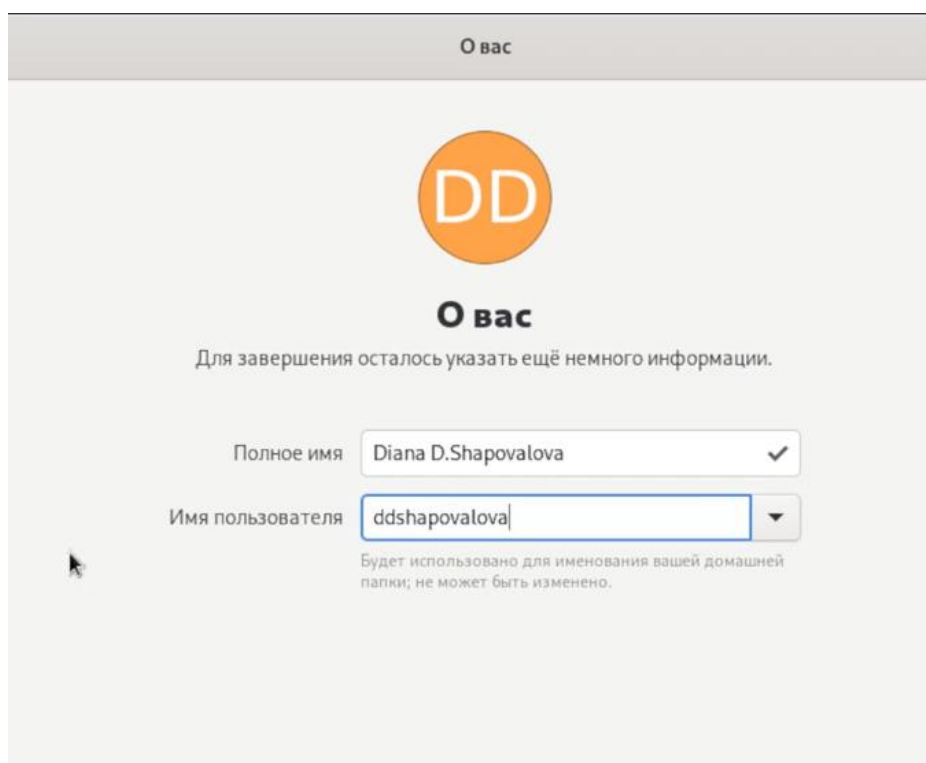 О вас
DD
О вас
Для завершения осталось указать ещё немного информации.
Полное имя Diana D.Shapovalova
Имя пользователя ddshapovalova
Будет использовано для именования вашей домашней
папки; не может быть изменено.